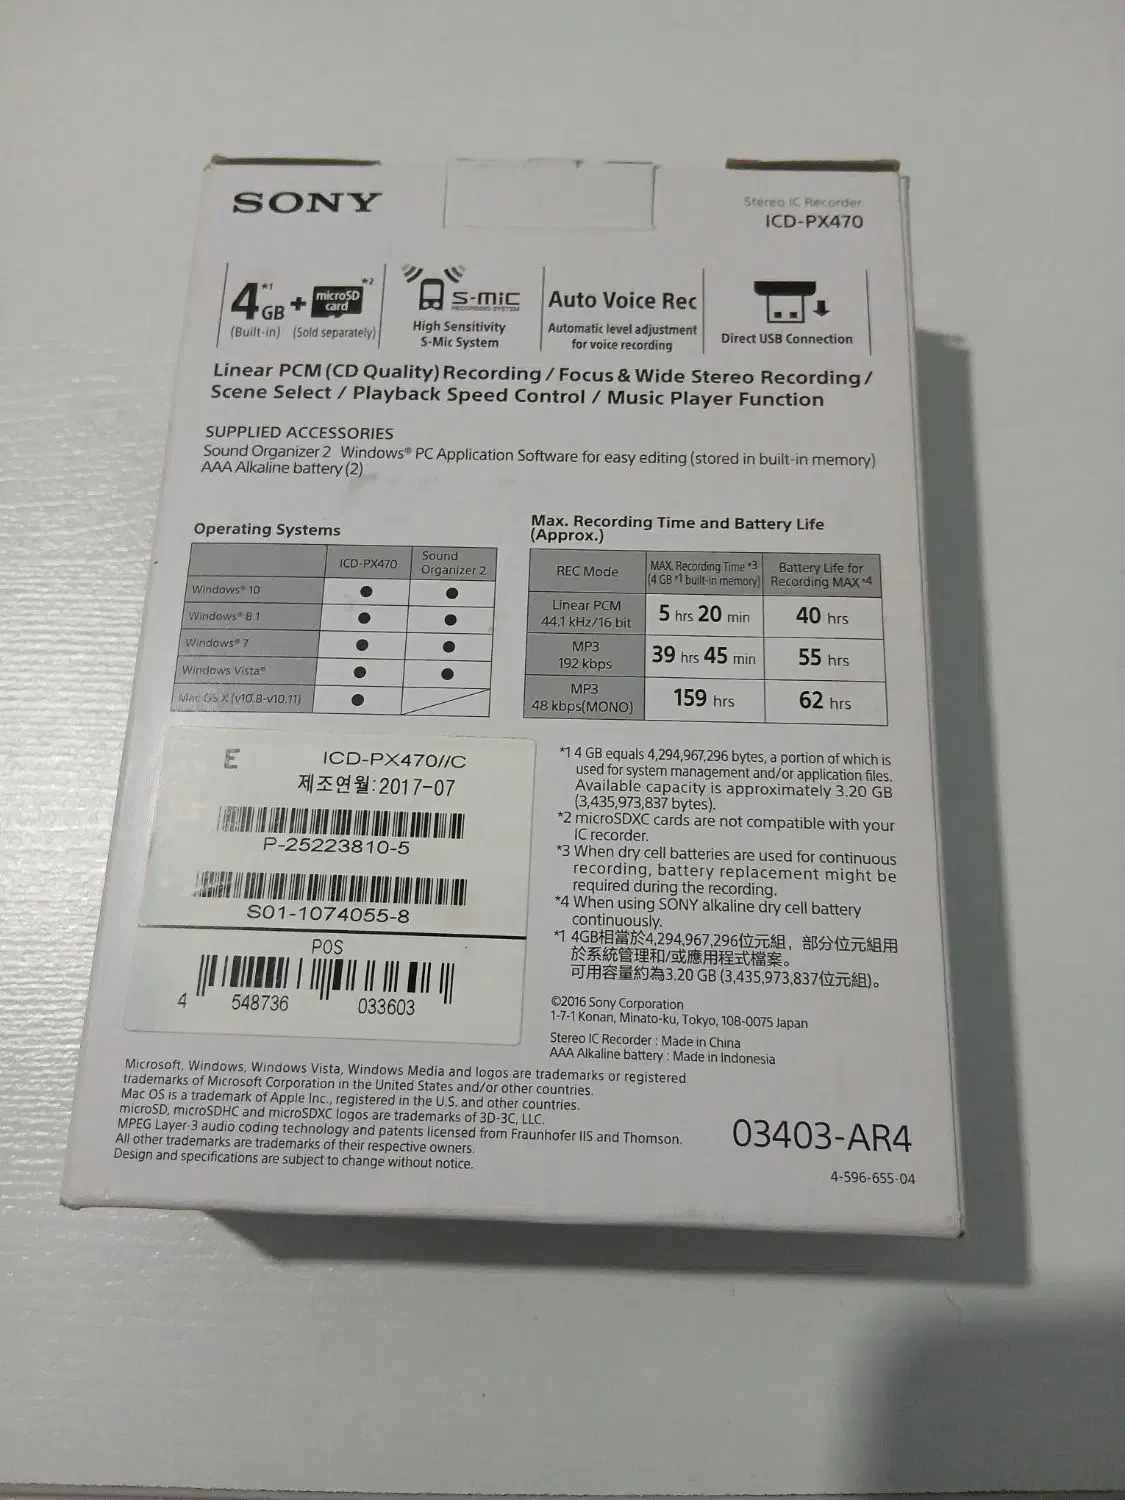 SONY
Stereo IC Recorder
ICD-PX470
4GB*1 + microSD card*2
(Built-in) (Sold separately)
S-MIC
RECORDING SYSTEM
High Sensitivity
S-Mic System
Auto Voice Rec
Automatic level adjustment
for voice recording
Direct USB Connection
Linear PCM (CD Quality) Recording / Focus & Wide Stereo Recording /
Scene Select / Playback Speed Control / Music Player Function
SUPPLIED ACCESSORIES
Sound Organizer 2 Windows® PC Application Software for easy editing (stored in built-in memory)
AAA Alkaline battery (2)
Operating Systems
ICD-PX470 Sound Organizer 2
Windows® 10 ● ●
Windows® 8.1 ● ●
Windows® 7 ● ●
Windows Vista® ● ●
Mac OS X (v10.8-v10.11) ●
Max. Recording Time and Battery Life
(Approx.)
REC Mode MAX. Recording Time *3 (4 GB *1 built-in memory) Battery Life for Recording MAX *4
Linear PCM 44.1 kHz/16 bit 5 hrs 20 min 40 hrs
MP3 192 kbps 39 hrs 45 min 55 hrs
MP3 48 kbps(MONO) 159 hrs 62 hrs
E ICD-PX470//C
제조연월:2017-07
P-25223810-5
S01-1074055-8
POS
4 548736 033603
*1 4 GB equals 4,294,967,296 bytes, a portion of which is
used for system management and/or application files.
Available capacity is approximately 3.20 GB
(3,435,973,837 bytes).
*2 microSDXC cards are not compatible with your
IC recorder.
*3 When dry cell batteries are used for continuous
recording, battery replacement might be
required during the recording.
*4 When using SONY alkaline dry cell battery
continuously.
*1 4GB相當於4,294,967,296位元組，部分位元組用
於系統管理和/或應用程式檔案。
可用容量約為3.20 GB (3,435,973,837位元組)。
©2016 Sony Corporation
1-7-1 Konan, Minato-ku, Tokyo, 108-0075 Japan
Stereo IC Recorder : Made in China
AAA Alkaline battery : Made in Indonesia
Microsoft, Windows, Windows Vista, Windows Media and logos are trademarks or registered
trademarks of Microsoft Corporation in the United States and/or other countries.
Mac OS is a trademark of Apple Inc., registered in the U.S. and other countries.
microSD, microSDHC and microSDXC logos are trademarks of 3D-3C, LLC.
MPEG Layer-3 audio coding technology and patents licensed from Fraunhofer IIS and Thomson.
All other trademarks are trademarks of their respective owners.
Design and specifications are subject to change without notice.
03403-AR4
4-596-655-04